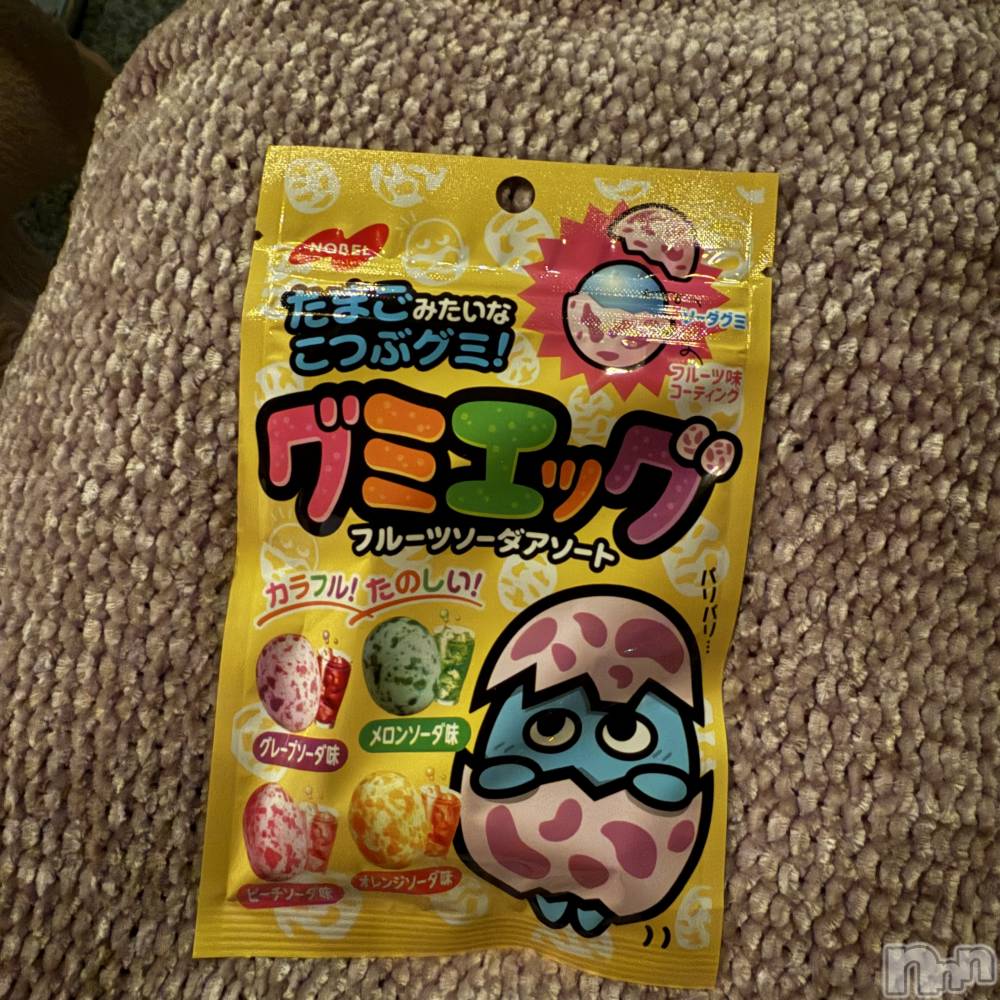 NOBEL
たまごみたいな
こつぶグミ!
ソーダグミ
フルーツ味
コーティング
グミエッグ
フルーツソーダアソート
カラフル! たのしい!
パリパリ…
グレープソーダ味
メロンソーダ味
ピーチソーダ味
オレンジソーダ味
nnn